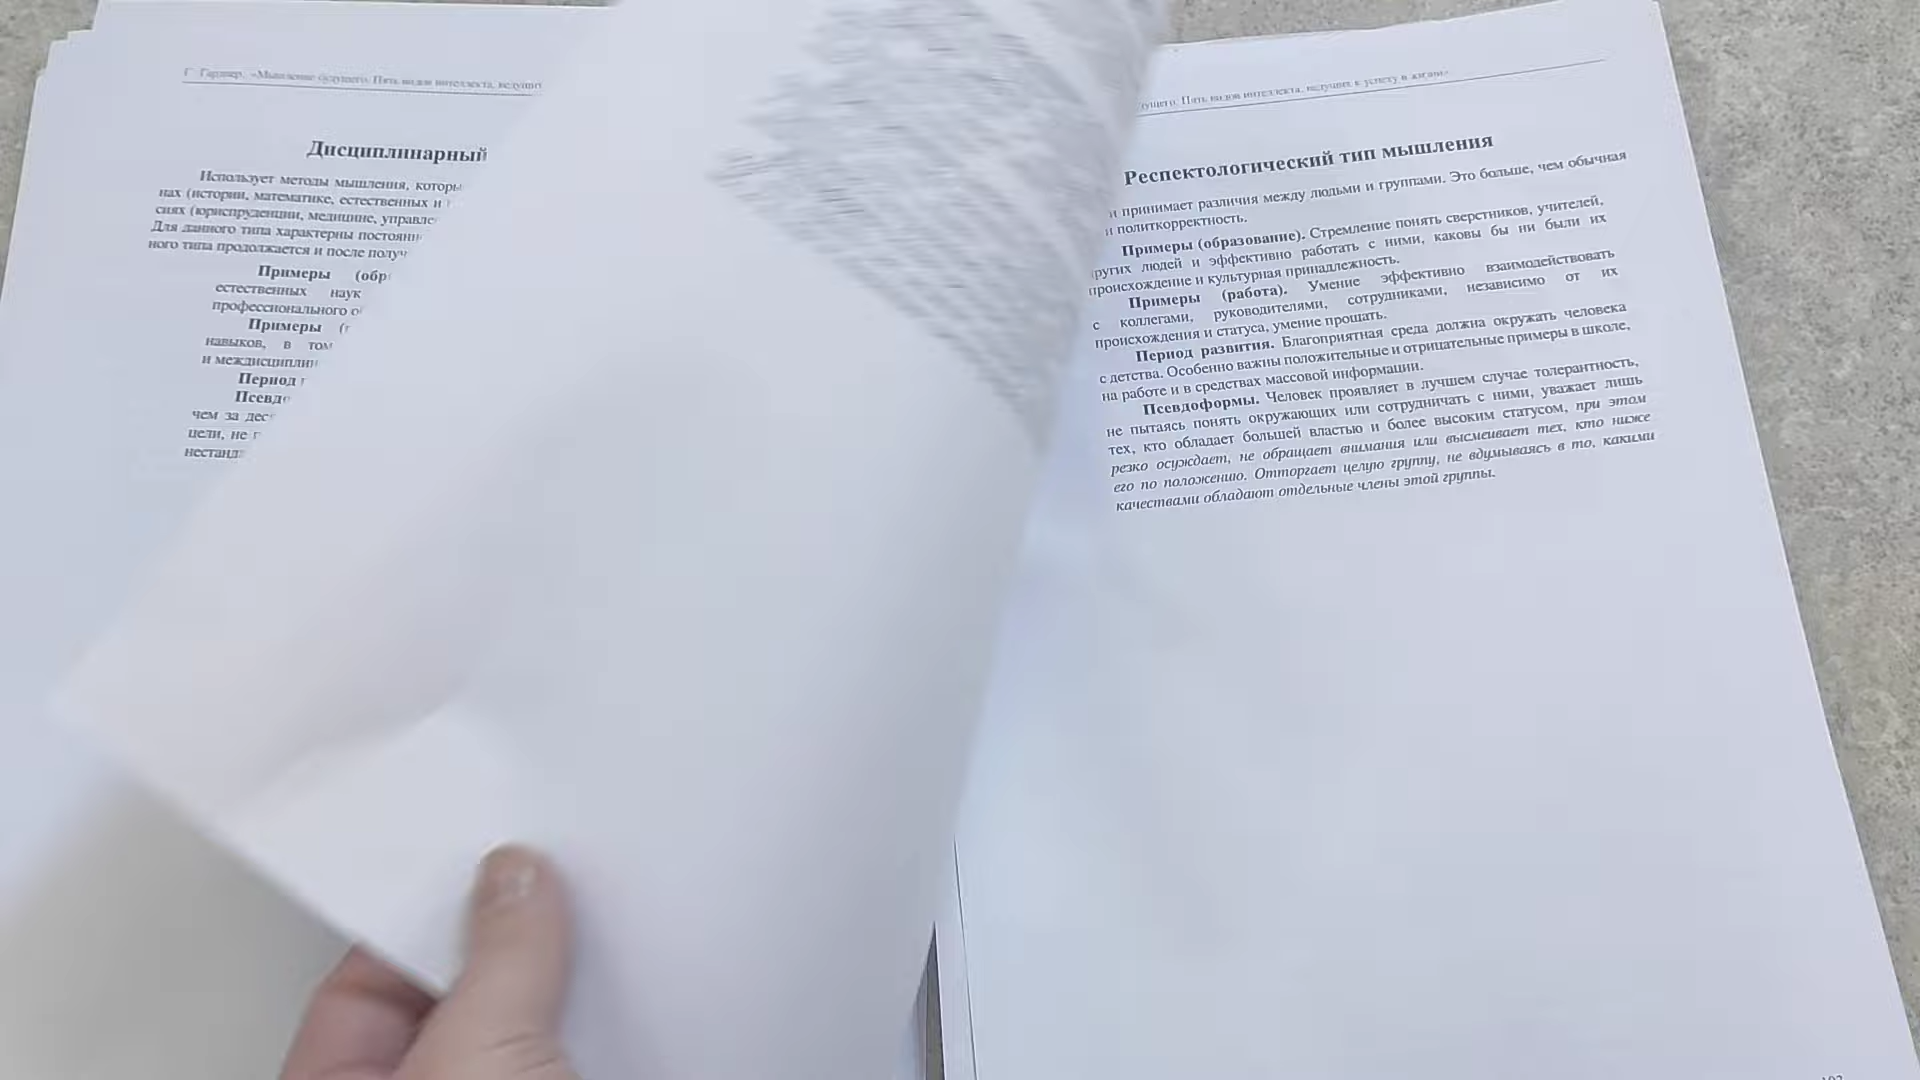 Г. Гарднер. «Мышление будущего. Пять видов интеллекта, ведущих
Дисциплинарный
Использует методы мышления, которы
нах (истории, математике, естественных и
сиях (юриспруденции, медицине, управле
Для данного типа характерны постоянн
ного типа продолжается и после получ
Примеры (обр
естественных наук
профессионального о
Примеры (
навыков, в том
и междисциплин
Период
Псевд
чем за дес
цели, не
нестанд
дущего. Пять видов интеллекта, ведущих к успеху в жизни»
Респектологический тип мышления
и принимает различия между людьми и группами. Это больше, чем обычная
и политкорректность.
Примеры (образование). Стремление понять сверстников, учителей,
других людей и эффективно работать с ними, каковы бы ни были их
происхождение и культурная принадлежность.
Примеры (работа). Умение эффективно взаимодействовать
с коллегами, руководителями, сотрудниками, независимо от их
происхождения и статуса, умение прощать.
Период развития. Благоприятная среда должна окружать человека
с детства. Особенно важны положительные и отрицательные примеры в школе,
на работе и в средствах массовой информации.
Псевдоформы. Человек проявляет в лучшем случае толерантность,
не пытаясь понять окружающих или сотрудничать с ними, уважает лишь
тех, кто обладает большей властью и более высоким статусом, при этом
резко осуждает, не обращает внимания или высмеивает тех, кто ниже
его по положению. Отторгает целую группу, не вдумываясь в то, какими
качествами обладают отдельные члены этой группы.